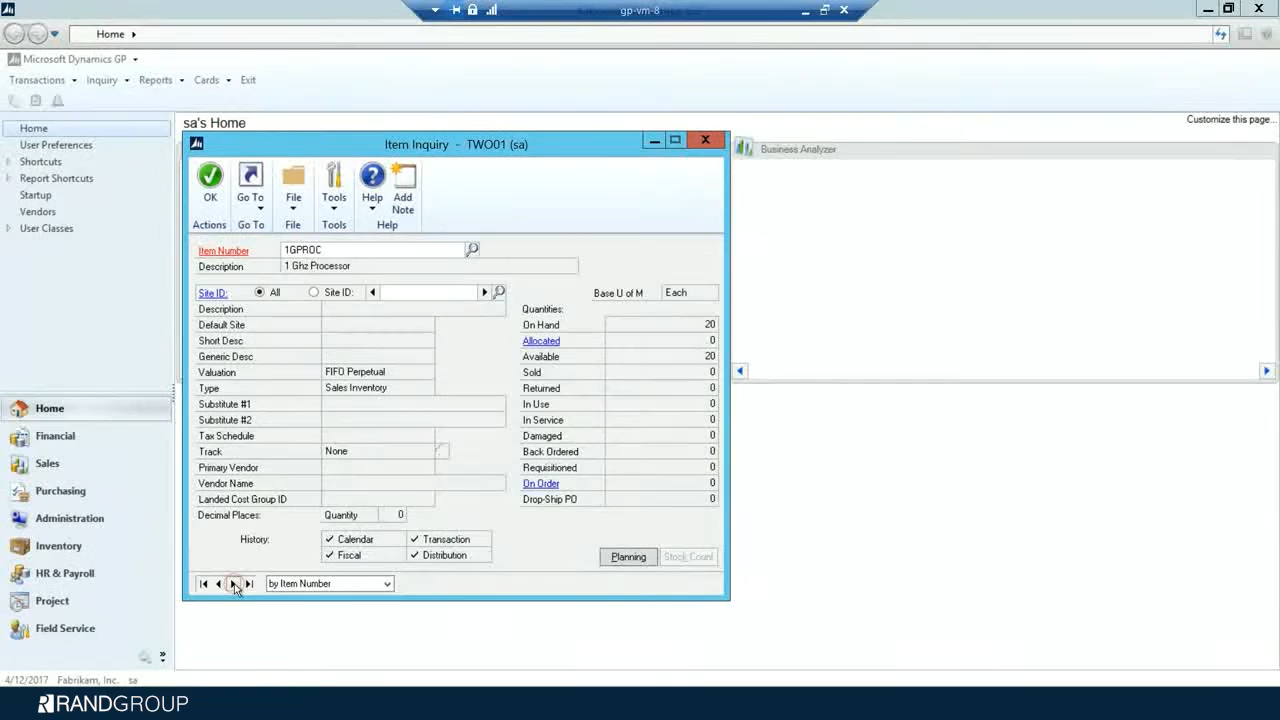 gp-vm-8
Home
Microsoft Dynamics GP
Transactions Inquiry Reports Cards Exit
Home
User Preferences
Shortcuts
Report Shortcuts
Startup
Vendors
User Classes
Home
Financial
Sales
Purchasing
Administration
Inventory
HR & Payroll
Project
Field Service
sa's Home
Customize this page...
Business Analyzer
Item Inquiry - TWO01 (sa)
OK Go To File Tools Help Add Note
Actions Go To File Tools Help
Item Number 1GPROC
Description 1 Ghz Processor
Site ID: All Site ID: Base U of M Each
Description
Default Site
Short Desc
Generic Desc
Valuation FIFO Perpetual
Type Sales Inventory
Substitute #1
Substitute #2
Tax Schedule
Track None
Primary Vendor
Vendor Name
Landed Cost Group ID
Decimal Places: Quantity 0
History: Calendar Transaction
Fiscal Distribution
Quantities:
On Hand 20
Allocated 0
Available 20
Sold 0
Returned 0
In Use 0
In Service 0
Damaged 0
Back Ordered 0
Requisitioned 0
On Order 0
Drop-Ship PO 0
Planning Stock Count
by Item Number
4/12/2017 Fabrikam, Inc. sa
RANDGROUP